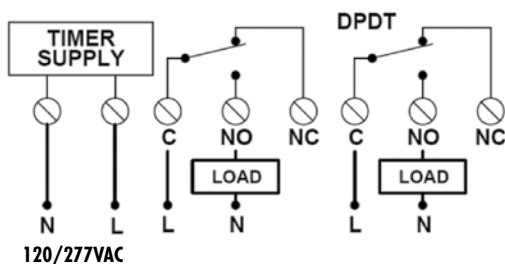 DPDT
TIMER
SUPPLY
C NO NC C NO NC
LOAD LOAD
N L L N L N
120/277VAC